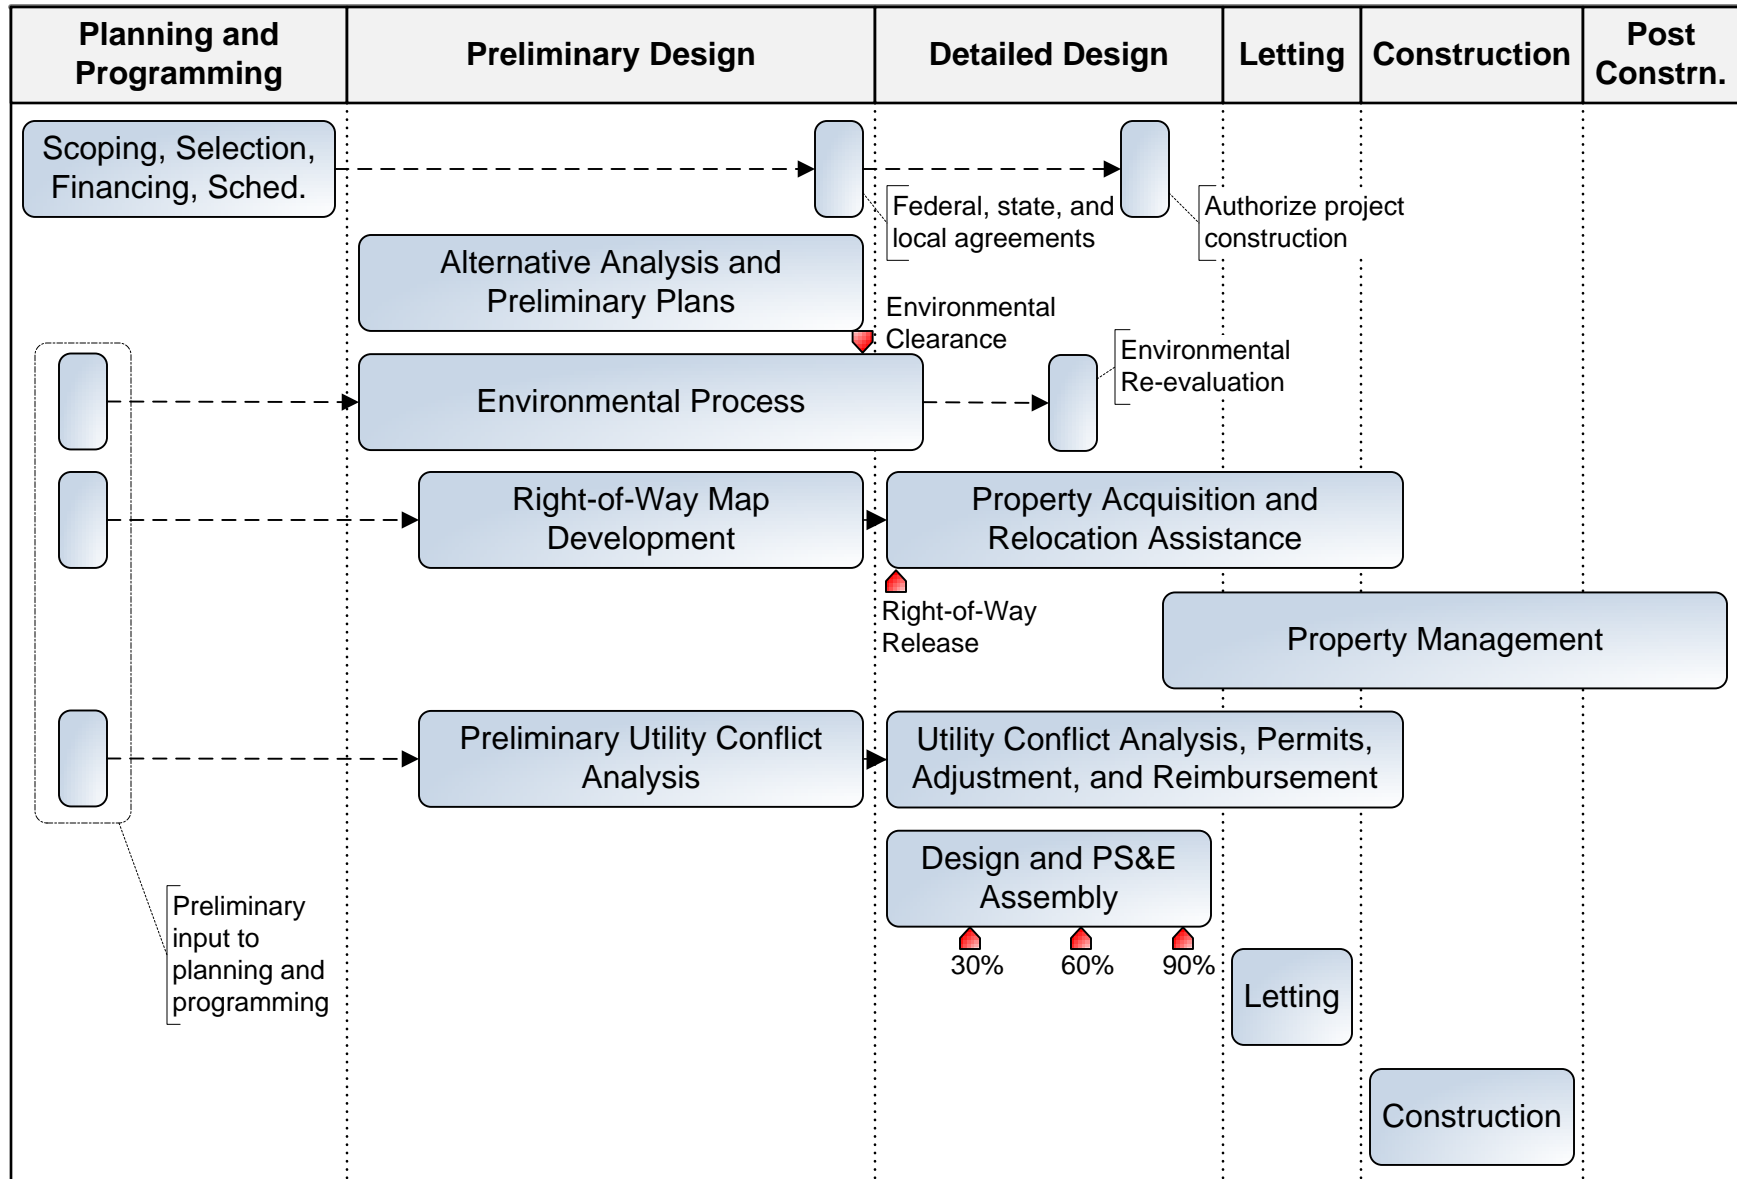 Planning and
Programming
Preliminary Design
Detailed Design
Letting
Construction
Post
Constrn.
Scoping, Selection,
Financing, Sched.
Federal, state, and
local agreements
Authorize project
construction
Alternative Analysis and
Preliminary Plans
Environmental
Clearance
Environmental Process
Environmental
Re-evaluation
Right-of-Way Map
Development
Property Acquisition and
Relocation Assistance
Right-of-Way
Release
Property Management
Preliminary Utility Conflict
Analysis
Utility Conflict Analysis, Permits,
Adjustment, and Reimbursement
Design and PS&E
Assembly
30%
60%
90%
Preliminary
input to
planning and
programming
Letting
Construction